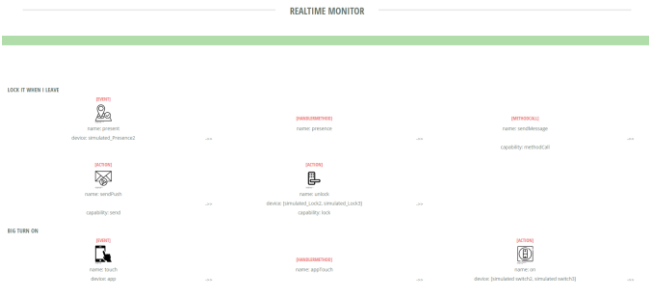 REALTIME MONITOR
LOCK IT WHEN I LEAVE
[EVENT]
name: present
device: simulated_Presence2
[HANDLERMETHOD]
name: presence
[METHODCALL]
name: sendMessage
capability: methodCall
[ACTION]
name: sendPush
capability: send
[ACTION]
name: unlock
device: [simulated_Lock2, simulated_Lock3]
capability: lock
BIG TURN ON
[EVENT]
name: touch
device: app
[HANDLERMETHOD]
name: appTouch
[ACTION]
name: on
device: [simulated switch2, simulated switch3]